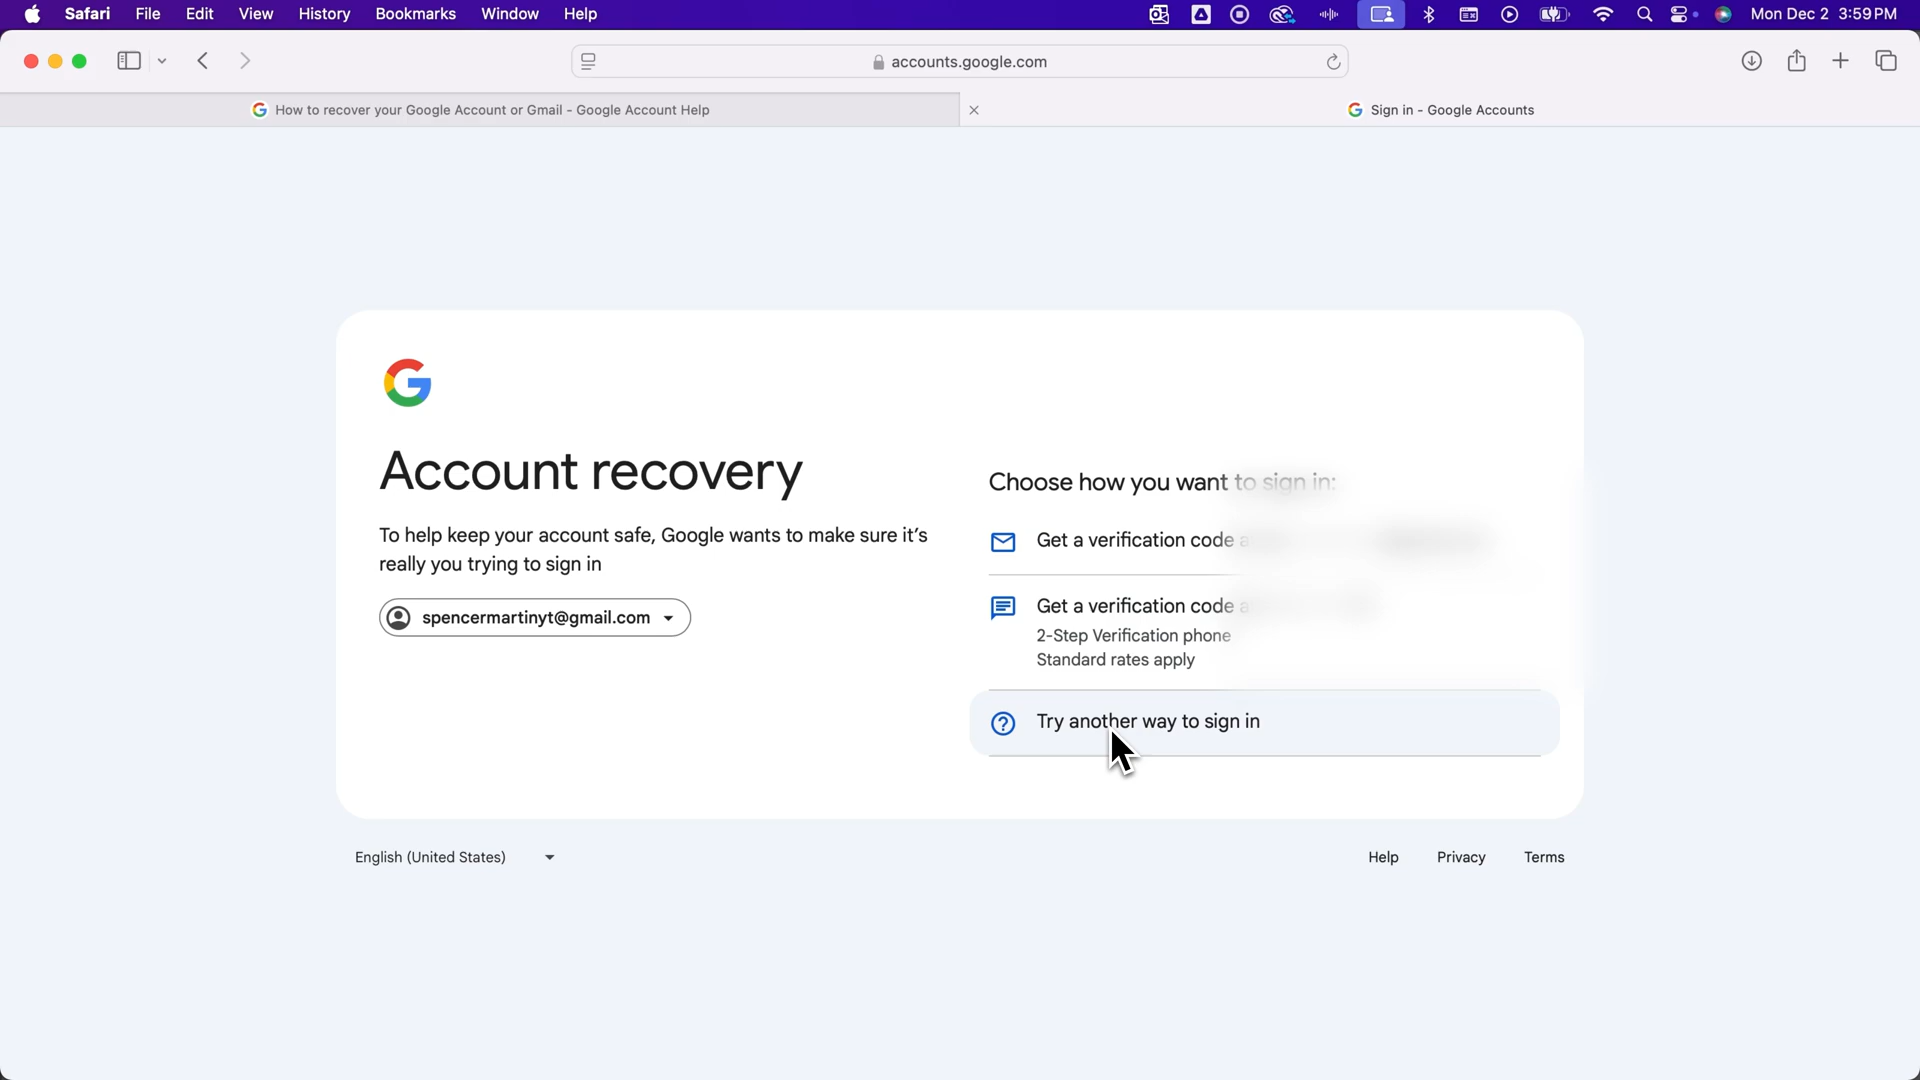 Safari File Edit View History Bookmarks Window Help Mon Dec 2 3:59 PM
accounts.google.com
How to recover your Google Account or Gmail - Google Account Help
Sign in - Google Accounts
Account recovery
To help keep your account safe, Google wants to make sure it's
really you trying to sign in
spencermartinyt@gmail.com
Choose how you want to sign in:
Get a verification code
Get a verification code
2-Step Verification phone
Standard rates apply
Try another way to sign in
English (United States)
Help Privacy Terms